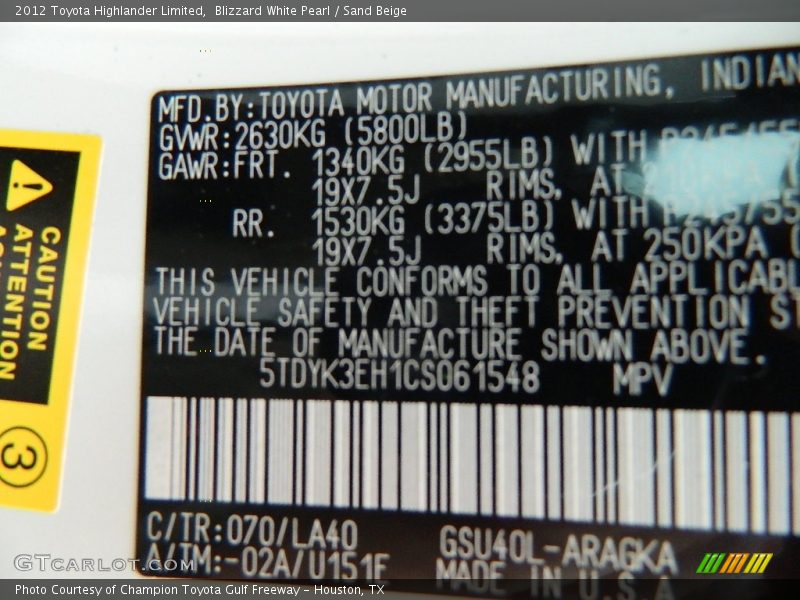 2012 Toyota Highlander Limited, Blizzard White Pearl / Sand Beige
MFD.BY:TOYOTA MOTOR MANUFACTURING, INDIAN
GVWR:2630KG (5800LB)
GAWR:FRT. 1340KG (2955LB) WITH
19X7.5J RIMS, AT
RR. 1530KG (3375LB) WITH
19X7.5J RIMS, AT 250KPA
THIS VEHICLE CONFORMS TO ALL APPLICABL
VEHICLE SAFETY AND THEFT PREVENTION ST
THE DATE OF MANUFACTURE SHOWN ABOVE.
5TDYK3EH1CS061548 MPV
C/TR:070/LA40 GSU40L-ARAGKA
A/TM:-02A/U151F MADE IN U.S.A
CAUTION
ATTENTION
3
GTcarlot.com
Photo Courtesy of Champion Toyota Gulf Freeway – Houston, TX